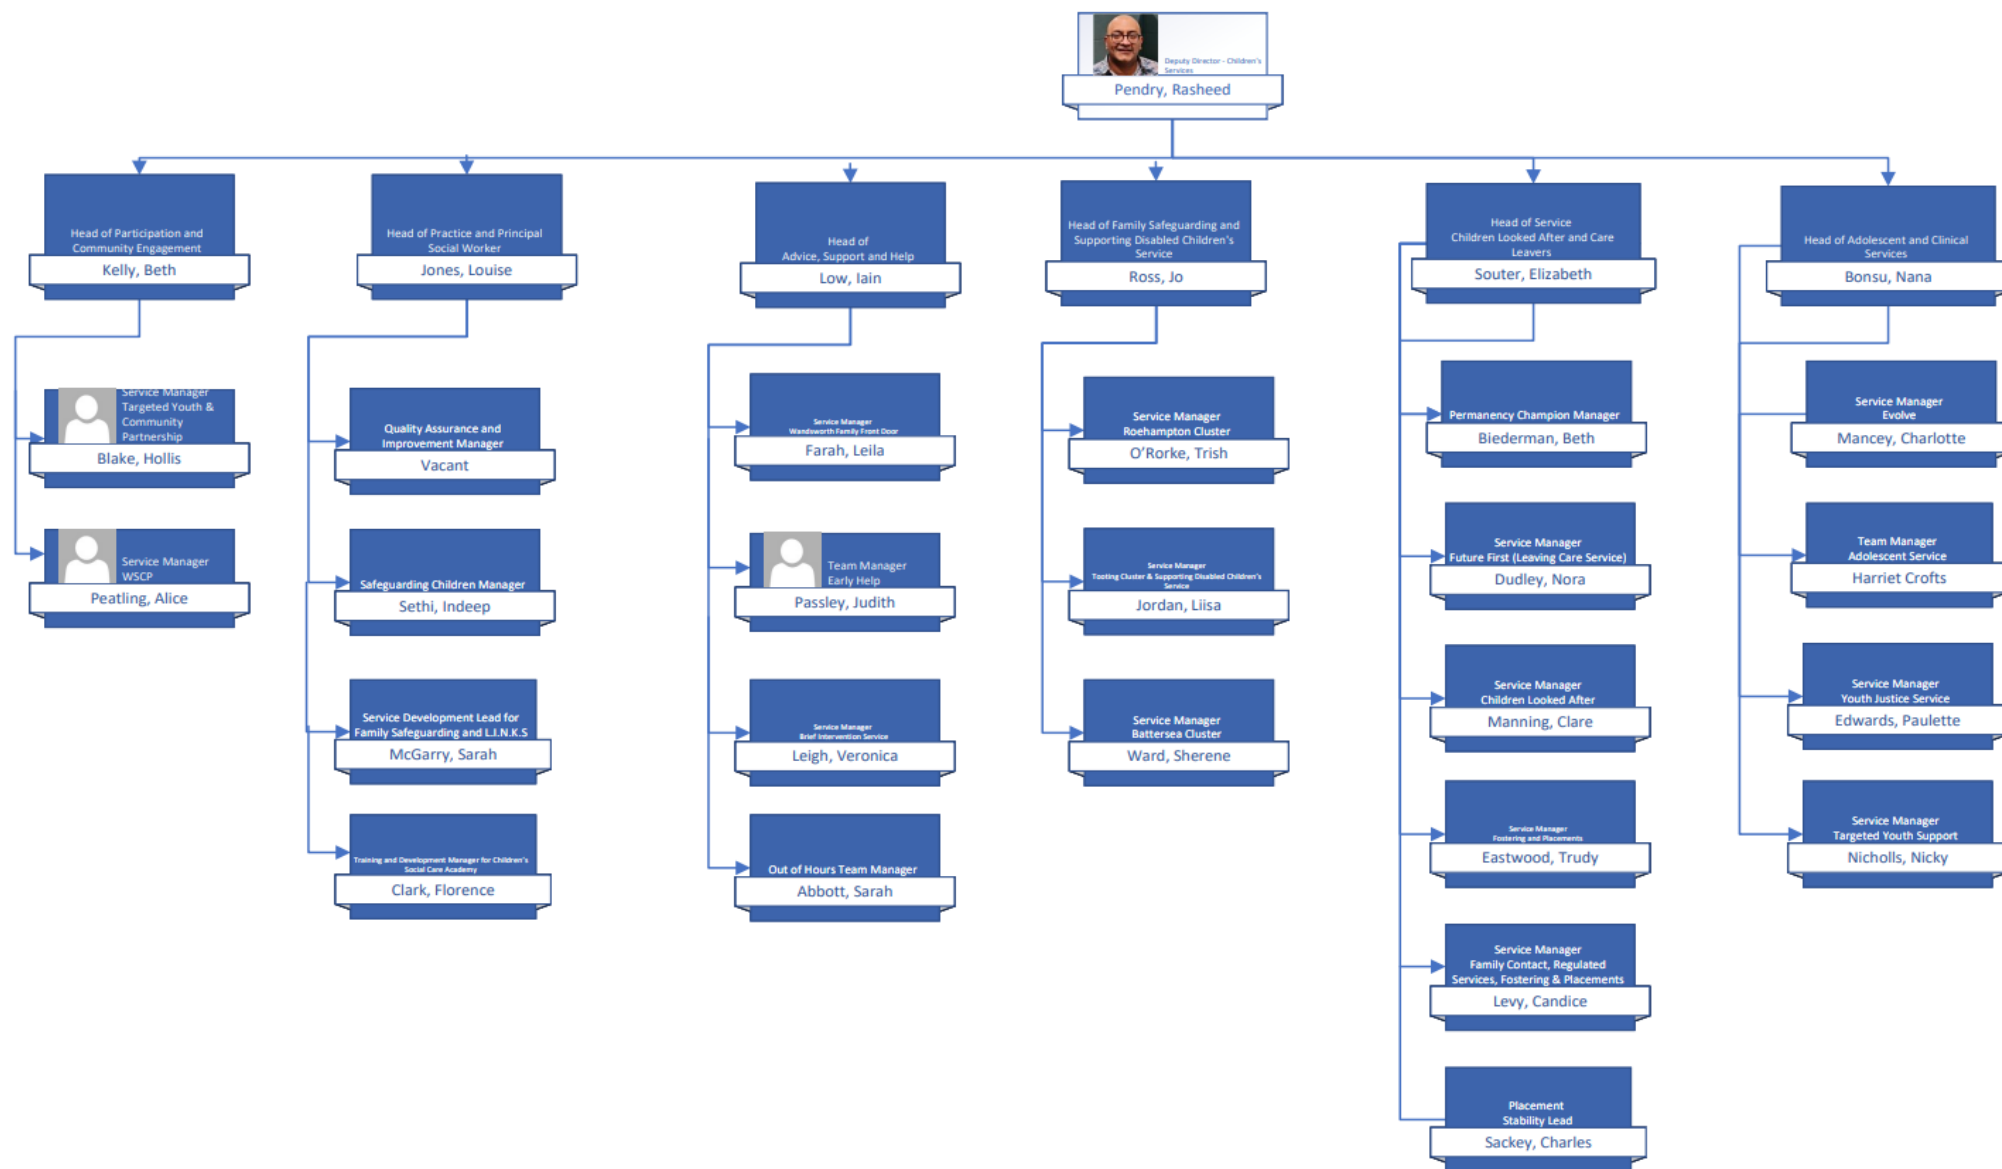 Deputy Director - Children's
Services
Pendry, Rasheed
Head of Participation and
Community Engagement
Kelly, Beth
Head of Practice and Principal
Social Worker
Jones, Louise
Head of
Advice, Support and Help
Low, Iain
Head of Family Safeguarding and
Supporting Disabled Children's
Service
Ross, Jo
Head of Service
Children Looked After and Care
Leavers
Souter, Elizabeth
Head of Adolescent and Clinical
Services
Bonsu, Nana
Service Manager
Targeted Youth &
Community
Partnership
Blake, Hollis
Service Manager
WSCP
Peatling, Alice
Quality Assurance and
Improvement Manager
Vacant
Safeguarding Children Manager
Sethi, Indeep
Service Development Lead for
Family Safeguarding and L.I.N.K.S
McGarry, Sarah
Training and Development Manager for Children's
Social Care Academy
Clark, Florence
Service Manager
Wandsworth Family Front Door
Farah, Leila
Team Manager
Early Help
Passley, Judith
Service Manager
Brief Intervention Service
Leigh, Veronica
Out of Hours Team Manager
Abbott, Sarah
Service Manager
Roehampton Cluster
O'Rorke, Trish
Service Manager
Tooting Cluster & Supporting Disabled Children's
Service
Jordan, Liisa
Service Manager
Battersea Cluster
Ward, Sherene
Permanency Champion Manager
Biederman, Beth
Service Manager
Future First (Leaving Care Service)
Dudley, Nora
Service Manager
Children Looked After
Manning, Clare
Service Manager
Fostering and Placements
Eastwood, Trudy
Service Manager
Family Contact, Regulated
Services, Fostering & Placements
Levy, Candice
Placement
Stability Lead
Sackey, Charles
Service Manager
Evolve
Mancey, Charlotte
Team Manager
Adolescent Service
Harriet Crofts
Service Manager
Youth Justice Service
Edwards, Paulette
Service Manager
Targeted Youth Support
Nicholls, Nicky